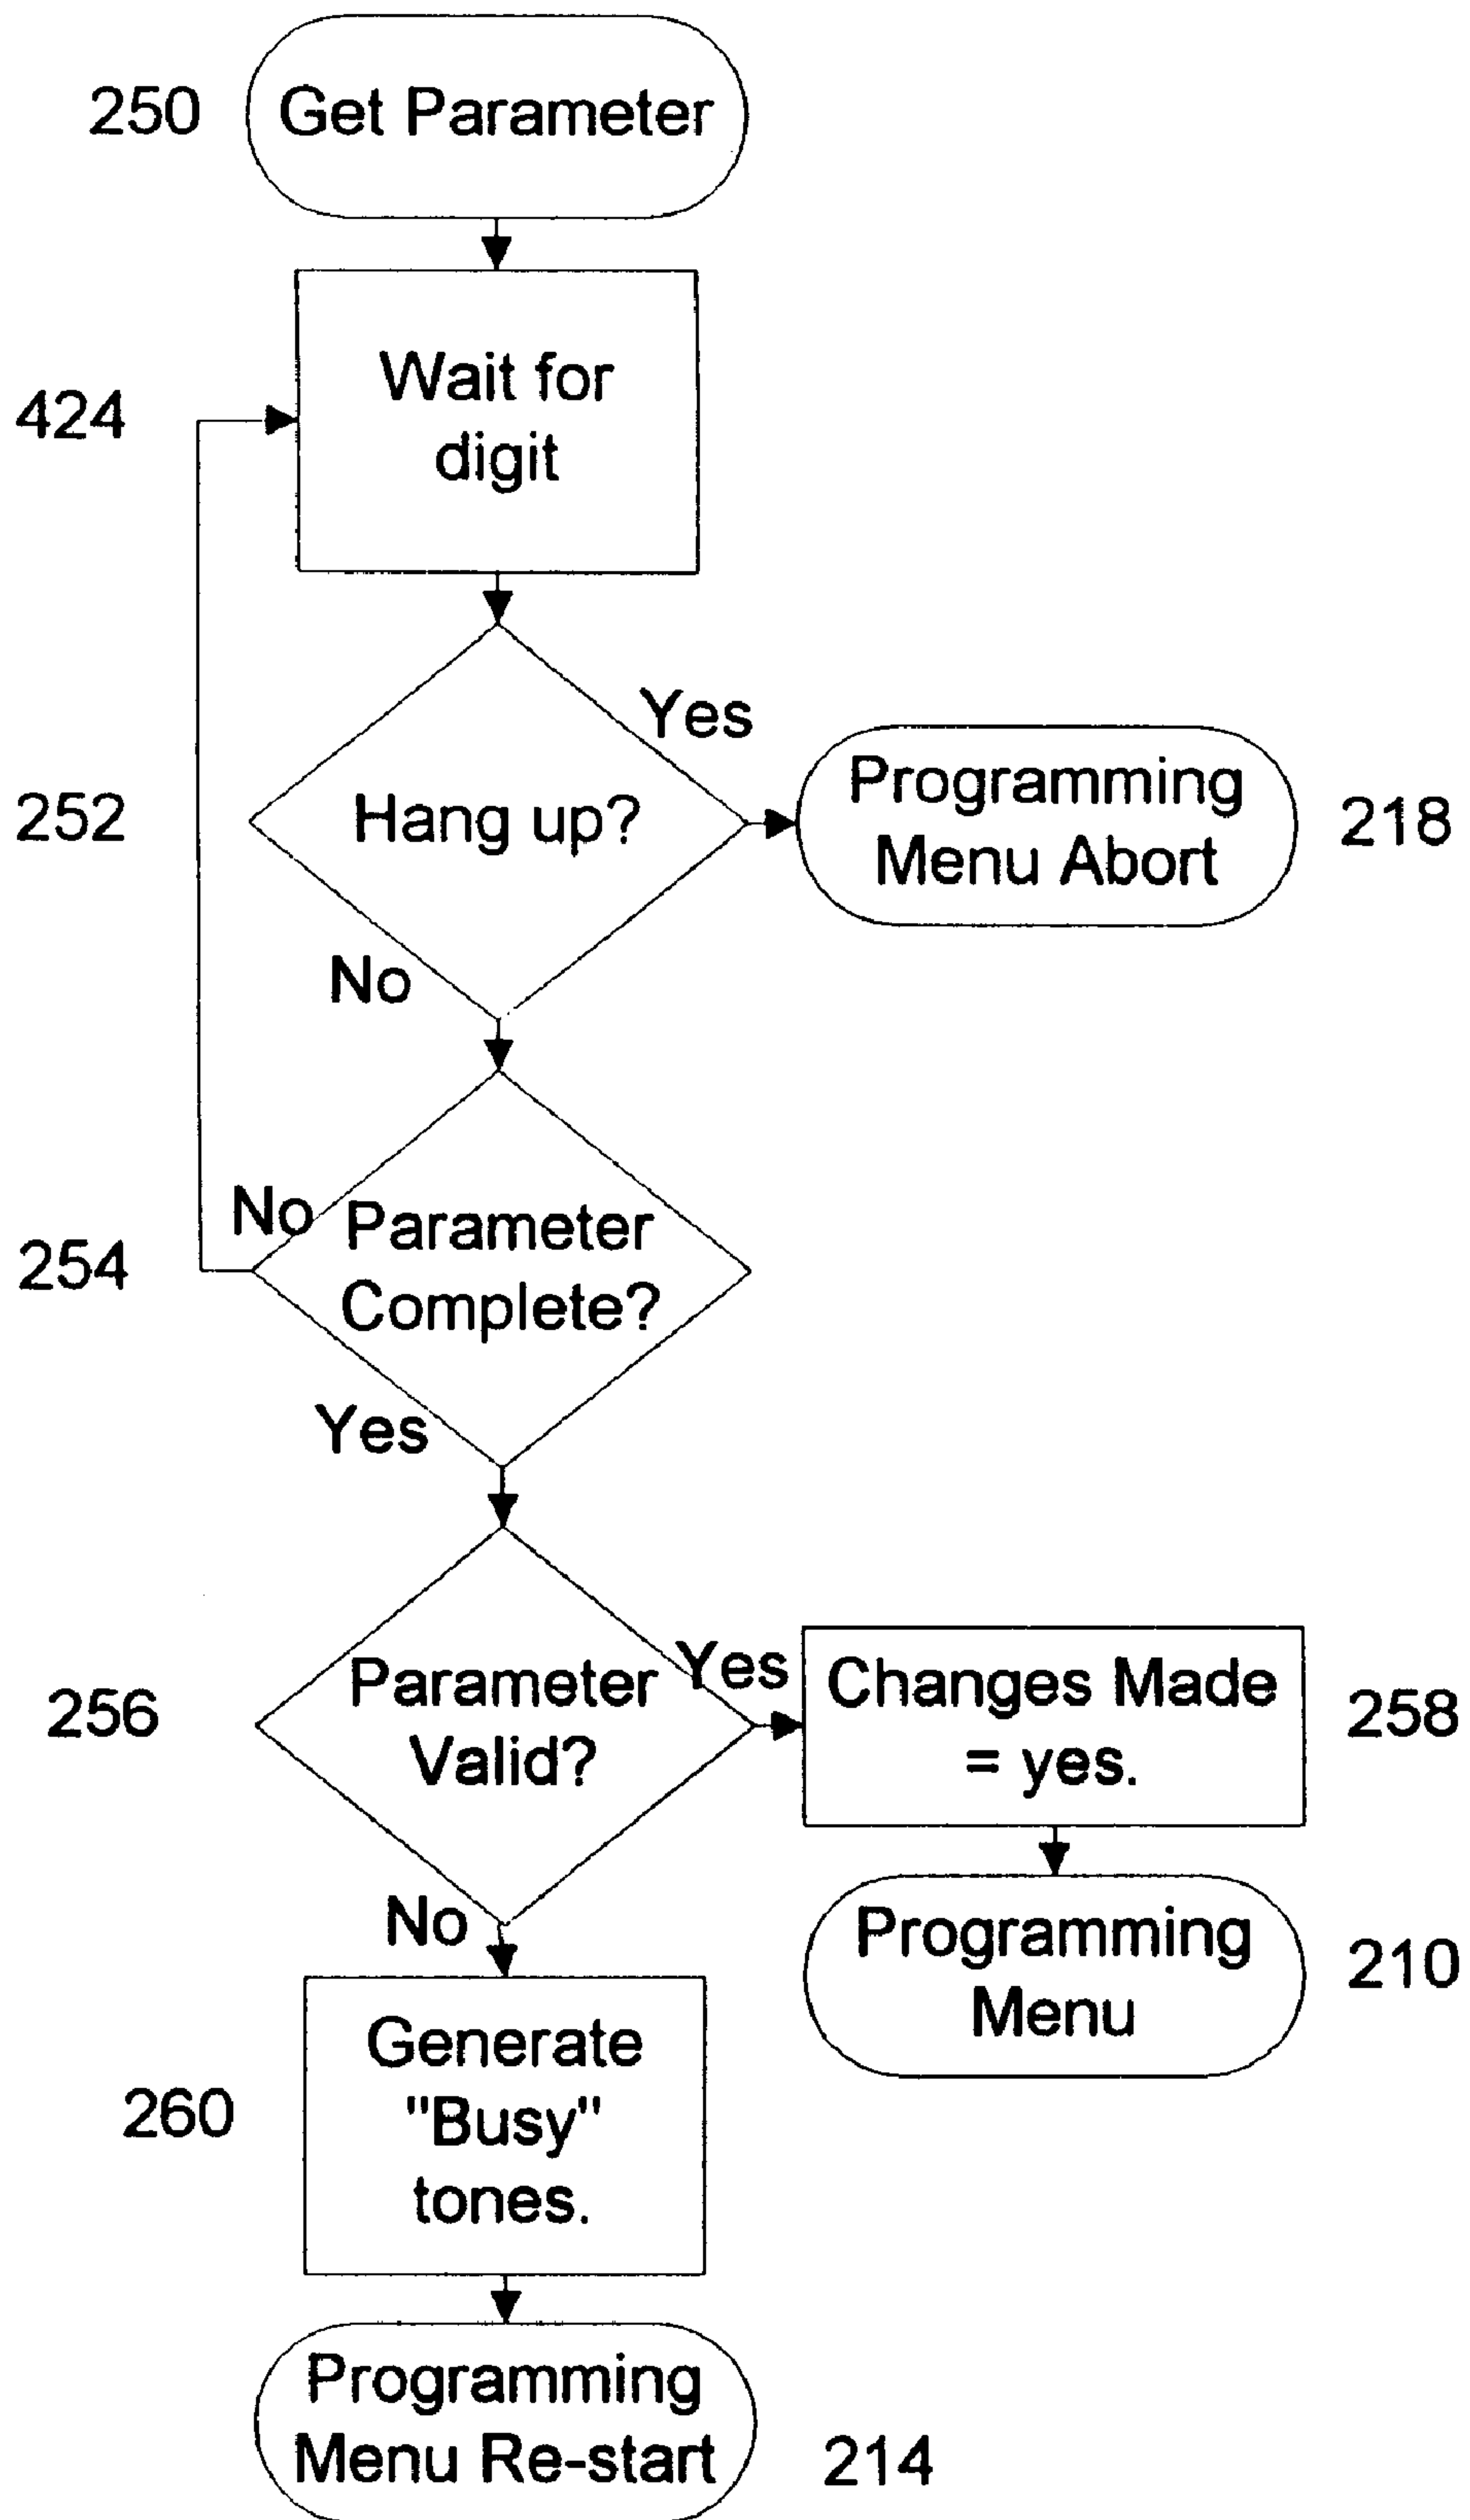 250
Get Parameter
424
Wait for
digit
Yes
252
Hang up?
Programming
Menu Abort
218
No
No
254
Parameter
Complete?
Yes
256
Parameter
Valid?
Yes
Changes Made
= yes.
258
No
Programming
Menu
210
260
Generate
"Busy"
tones.
Programming
Menu Re-start
214